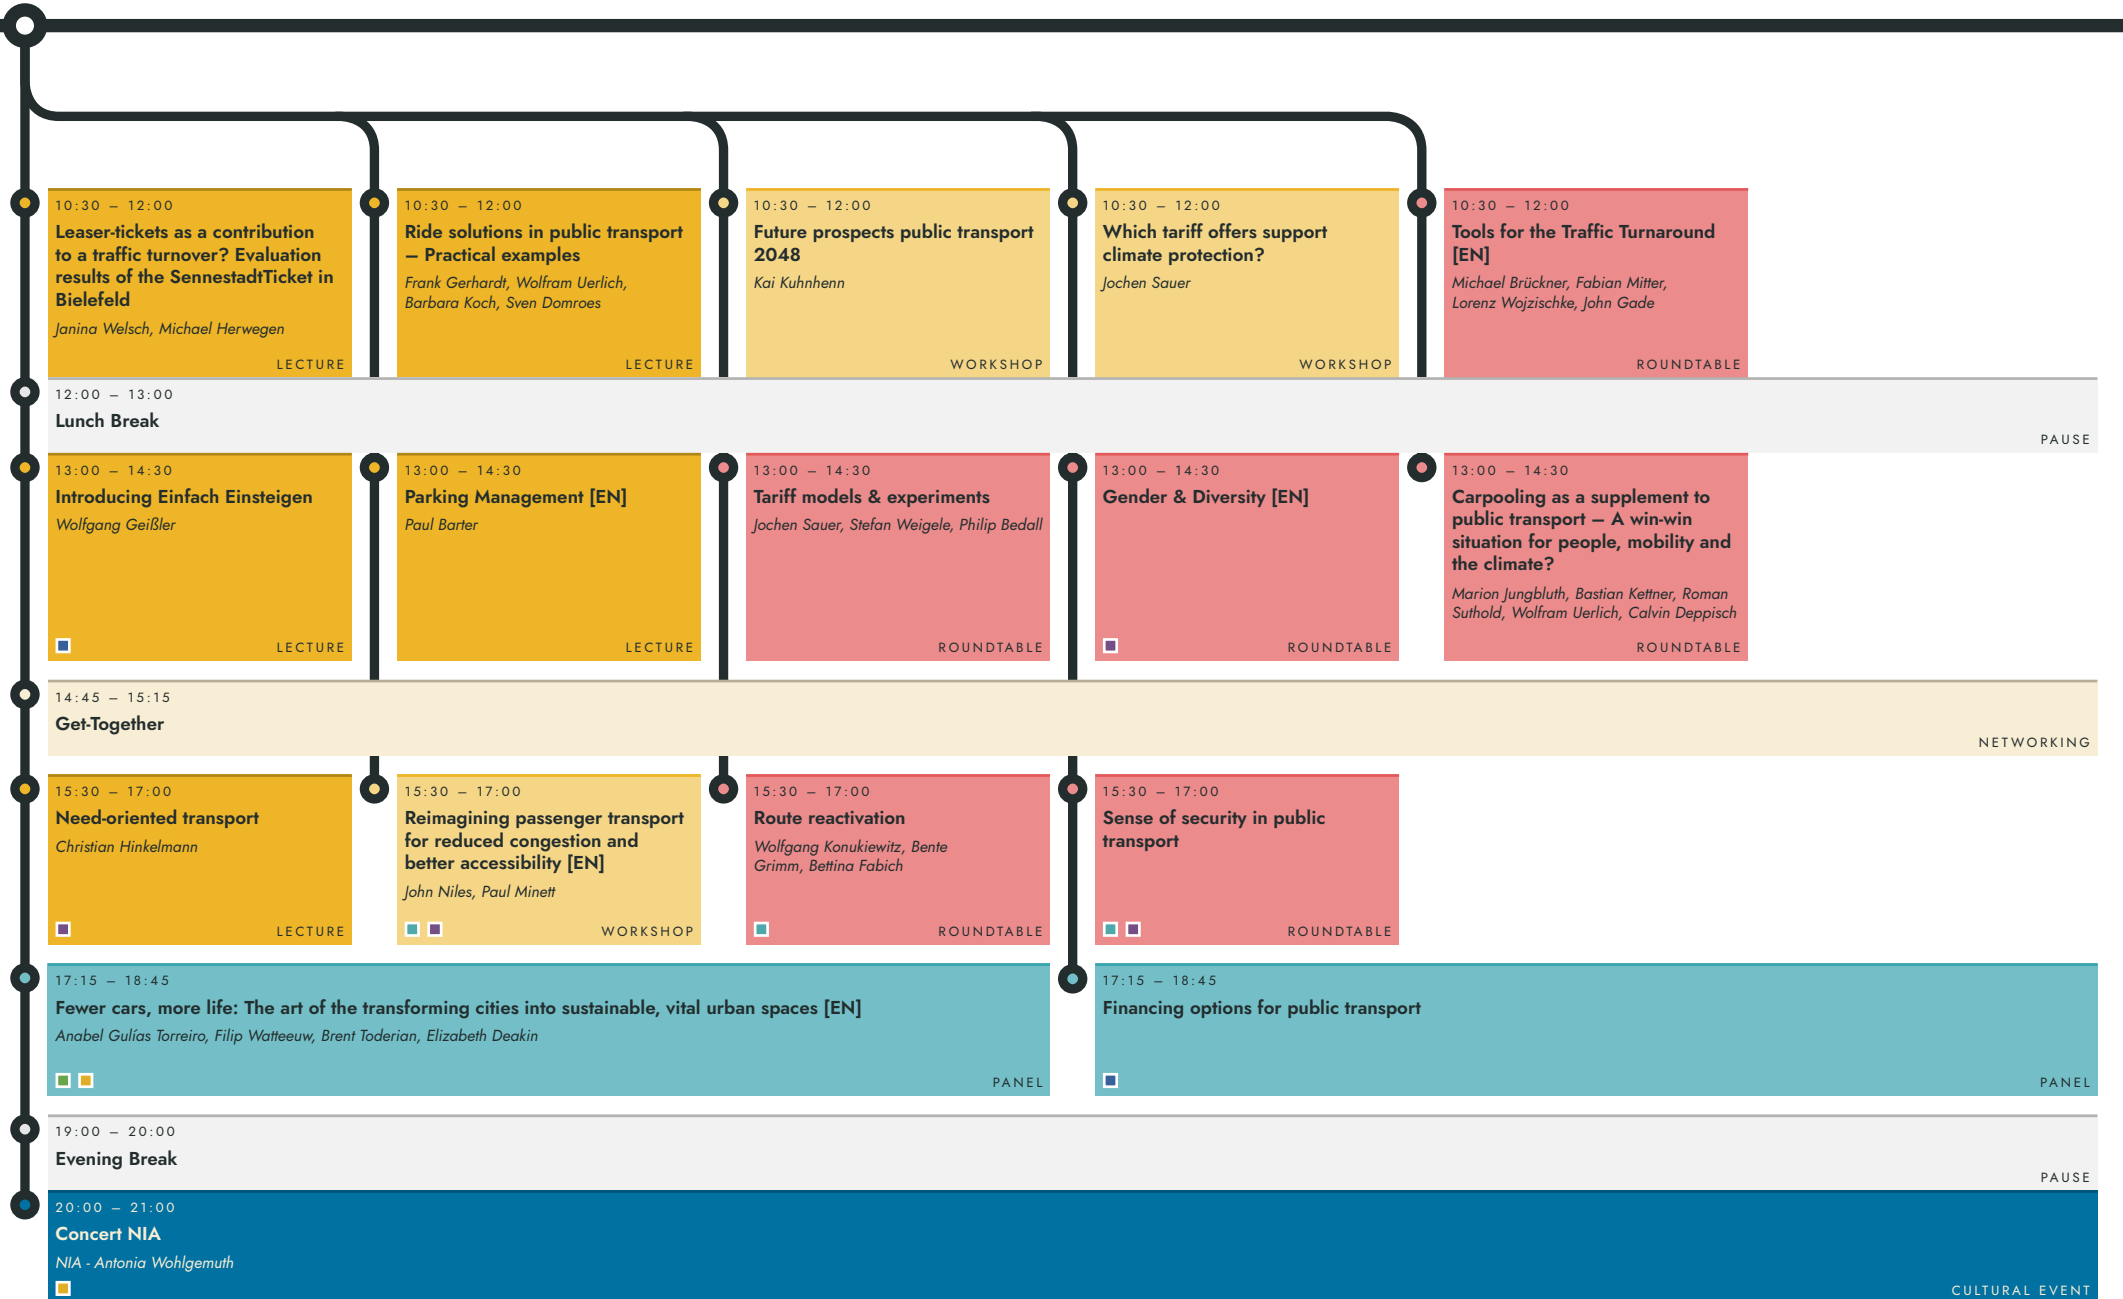 10:30 – 12:00
Leaser-tickets as a contribution
to a traffic turnover? Evaluation
results of the SennestadtTicket in
Bielefeld
Janina Welsch, Michael Herwegen
LECTURE
10:30 – 12:00
Ride solutions in public transport
– Practical examples
Frank Gerhardt, Wolfram Uerlich,
Barbara Koch, Sven Domroes
LECTURE
10:30 – 12:00
Future prospects public transport
2048
Kai Kuhnhenn
WORKSHOP
10:30 – 12:00
Which tariff offers support
climate protection?
Jochen Sauer
WORKSHOP
10:30 – 12:00
Tools for the Traffic Turnaround
[EN]
Michael Brückner, Fabian Mitter,
Lorenz Wojzischke, John Gade
ROUNDTABLE
12:00 – 13:00
Lunch Break
PAUSE
13:00 – 14:30
Introducing Einfach Einsteigen
Wolfgang Geißler
LECTURE
13:00 – 14:30
Parking Management [EN]
Paul Barter
LECTURE
13:00 – 14:30
Tariff models & experiments
Jochen Sauer, Stefan Weigele, Philip Bedall
ROUNDTABLE
13:00 – 14:30
Gender & Diversity [EN]
ROUNDTABLE
13:00 – 14:30
Carpooling as a supplement to
public transport – A win-win
situation for people, mobility and
the climate?
Marion Jungbluth, Bastian Kettner, Roman
Suthold, Wolfram Uerlich, Calvin Deppisch
ROUNDTABLE
14:45 – 15:15
Get-Together
NETWORKING
15:30 – 17:00
Need-oriented transport
Christian Hinkelmann
LECTURE
15:30 – 17:00
Reimagining passenger transport
for reduced congestion and
better accessibility [EN]
John Niles, Paul Minett
WORKSHOP
15:30 – 17:00
Route reactivation
Wolfgang Konukiewitz, Bente
Grimm, Bettina Fabich
ROUNDTABLE
15:30 – 17:00
Sense of security in public
transport
ROUNDTABLE
17:15 – 18:45
Fewer cars, more life: The art of the transforming cities into sustainable, vital urban spaces [EN]
Anabel Gulías Torreiro, Filip Watteeuw, Brent Toderian, Elizabeth Deakin
PANEL
17:15 – 18:45
Financing options for public transport
PANEL
19:00 – 20:00
Evening Break
PAUSE
20:00 – 21:00
Concert NIA
NIA - Antonia Wohlgemuth
CULTURAL EVENT